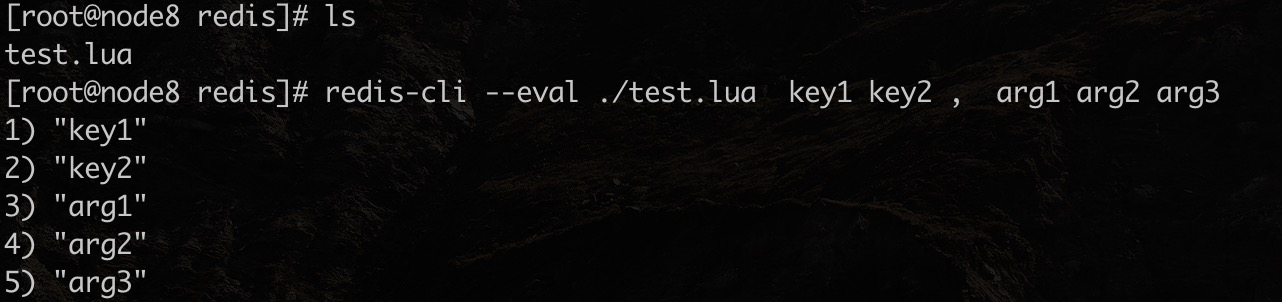 [root@node8 redis]# ls
test.lua
[root@node8 redis]# redis-cli --eval ./test.lua  key1 key2 ,  arg1 arg2 arg3
1) "key1"
2) "key2"
3) "arg1"
4) "arg2"
5) "arg3"